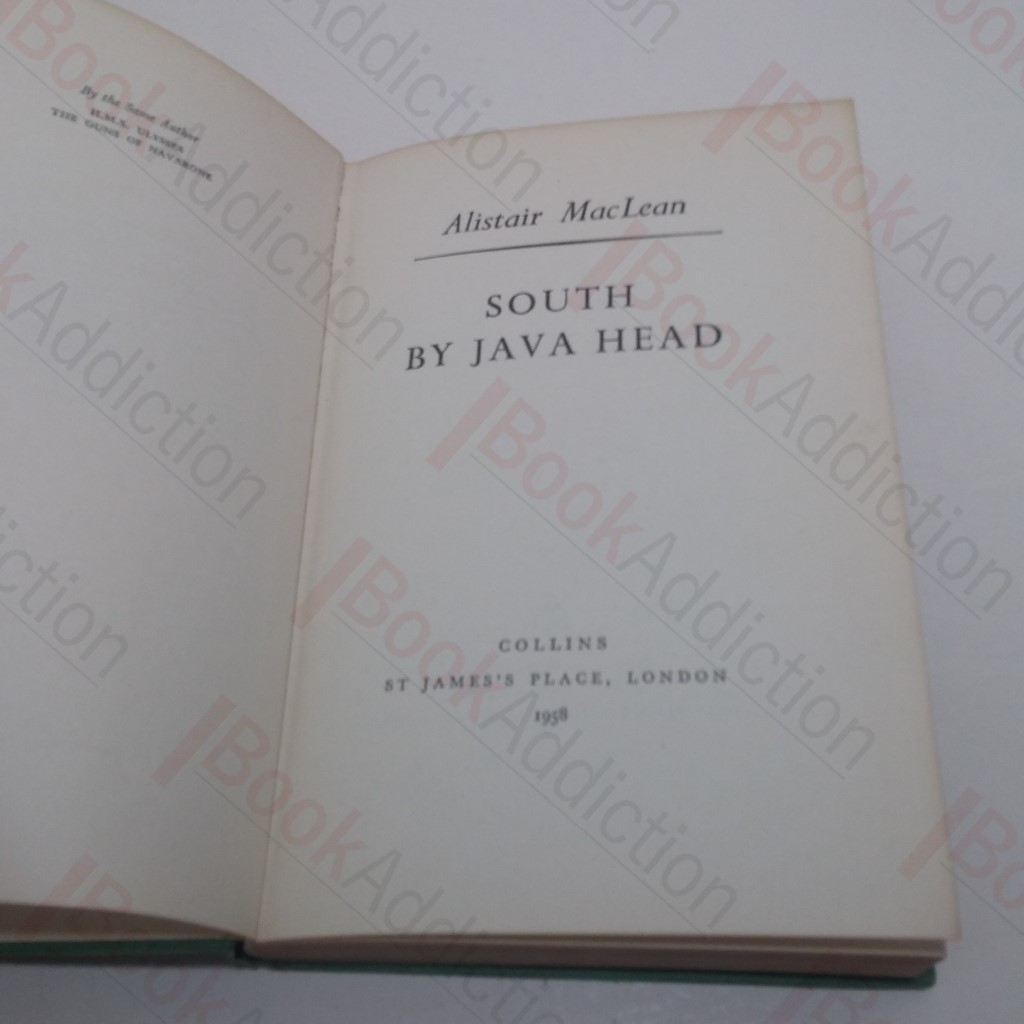 By the Same Author
H.M.S. ULYSSES
THE GUNS OF NAVARONE
Alistair MacLean
SOUTH
BY JAVA HEAD
COLLINS
ST JAMES'S PLACE, LONDON
1958
BookAddiction